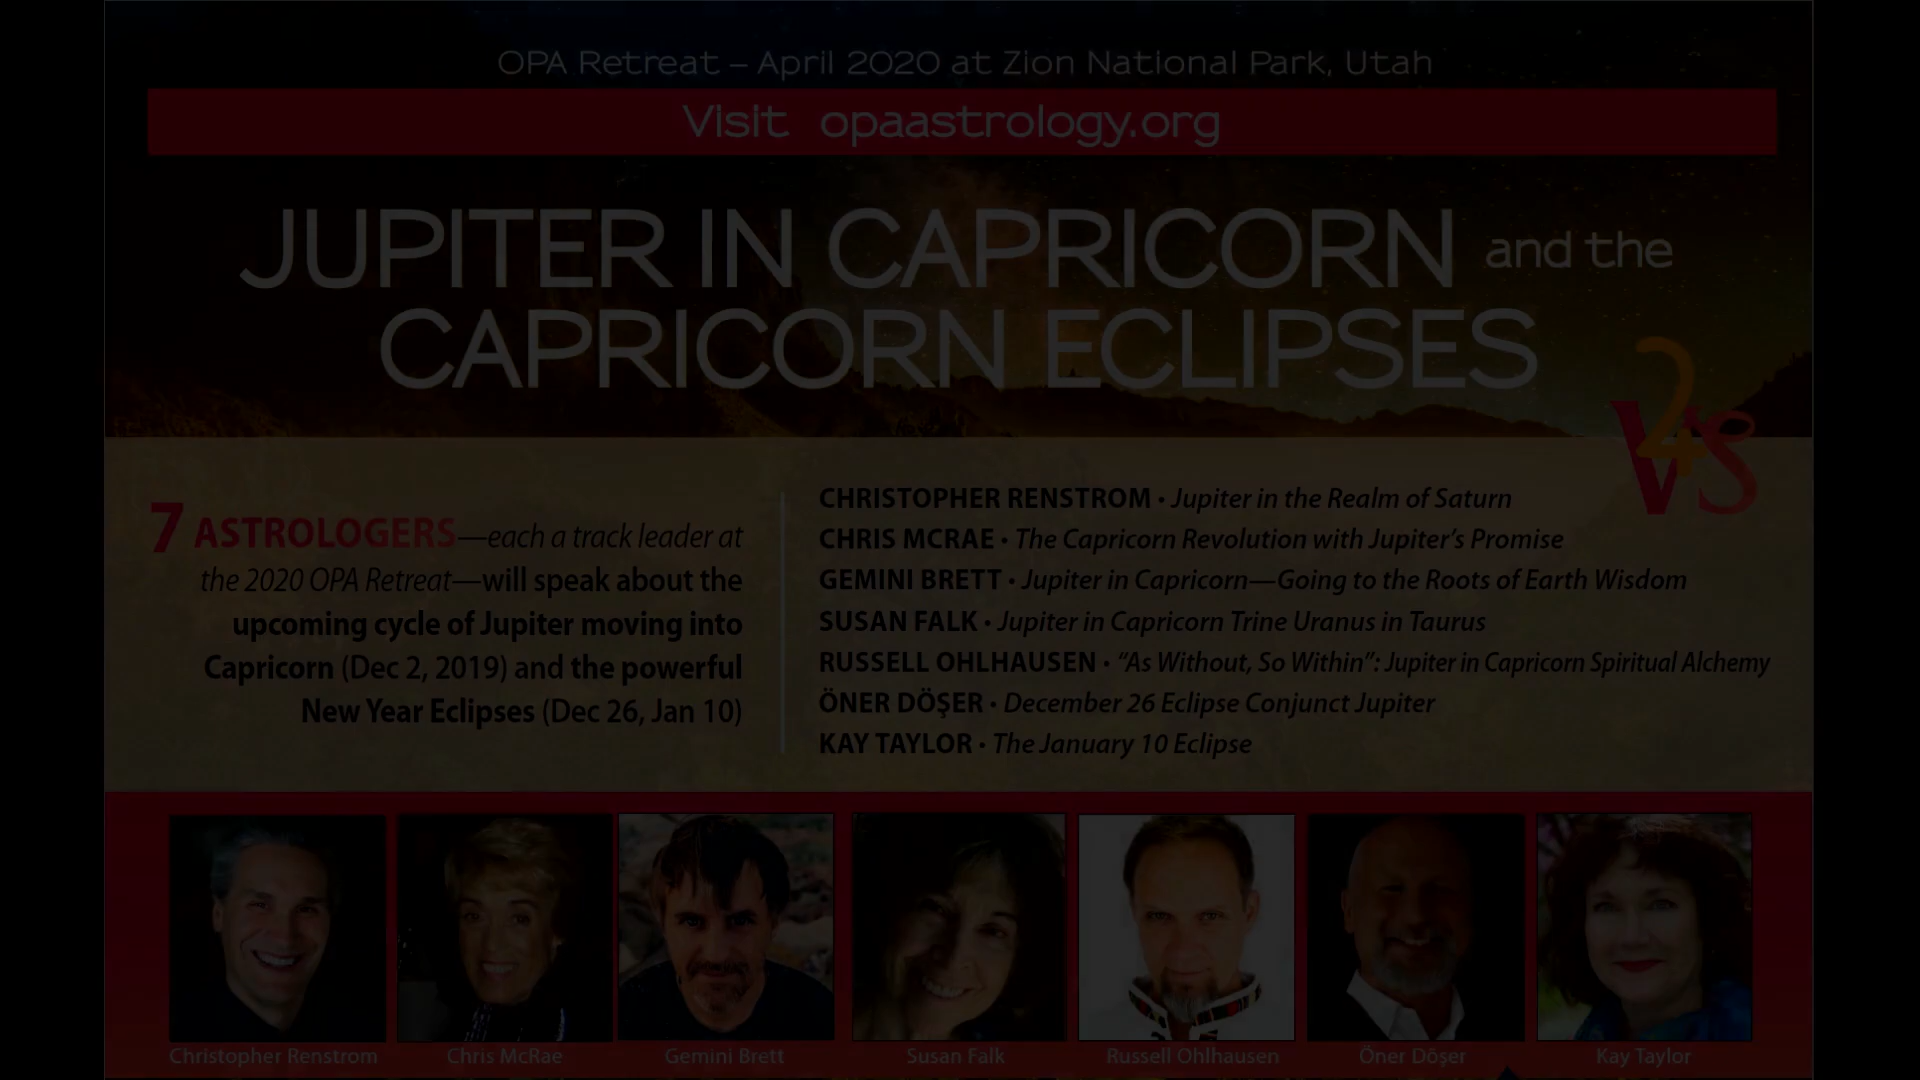 OPA Retreat – April 2020 at Zion National Park, Utah
Visit opaastrology.org
JUPITER IN CAPRICORN and the
CAPRICORN ECLIPSES
7 ASTROLOGERS—each a track leader at
the 2020 OPA Retreat—will speak about the
upcoming cycle of Jupiter moving into
Capricorn (Dec 2, 2019) and the powerful
New Year Eclipses (Dec 26, Jan 10)
CHRISTOPHER RENSTROM • Jupiter in the Realm of Saturn
CHRIS MCRAE • The Capricorn Revolution with Jupiter’s Promise
GEMINI BRETT • Jupiter in Capricorn—Going to the Roots of Earth Wisdom
SUSAN FALK • Jupiter in Capricorn Trine Uranus in Taurus
RUSSELL OHLHAUSEN • “As Without, So Within”: Jupiter in Capricorn Spiritual Alchemy
ÖNER DÖŞER • December 26 Eclipse Conjunct Jupiter
KAY TAYLOR • The January 10 Eclipse
Christopher Renstrom
Chris McRae
Gemini Brett
Susan Falk
Russell Ohlhausen
Öner Döşer
Kay Taylor